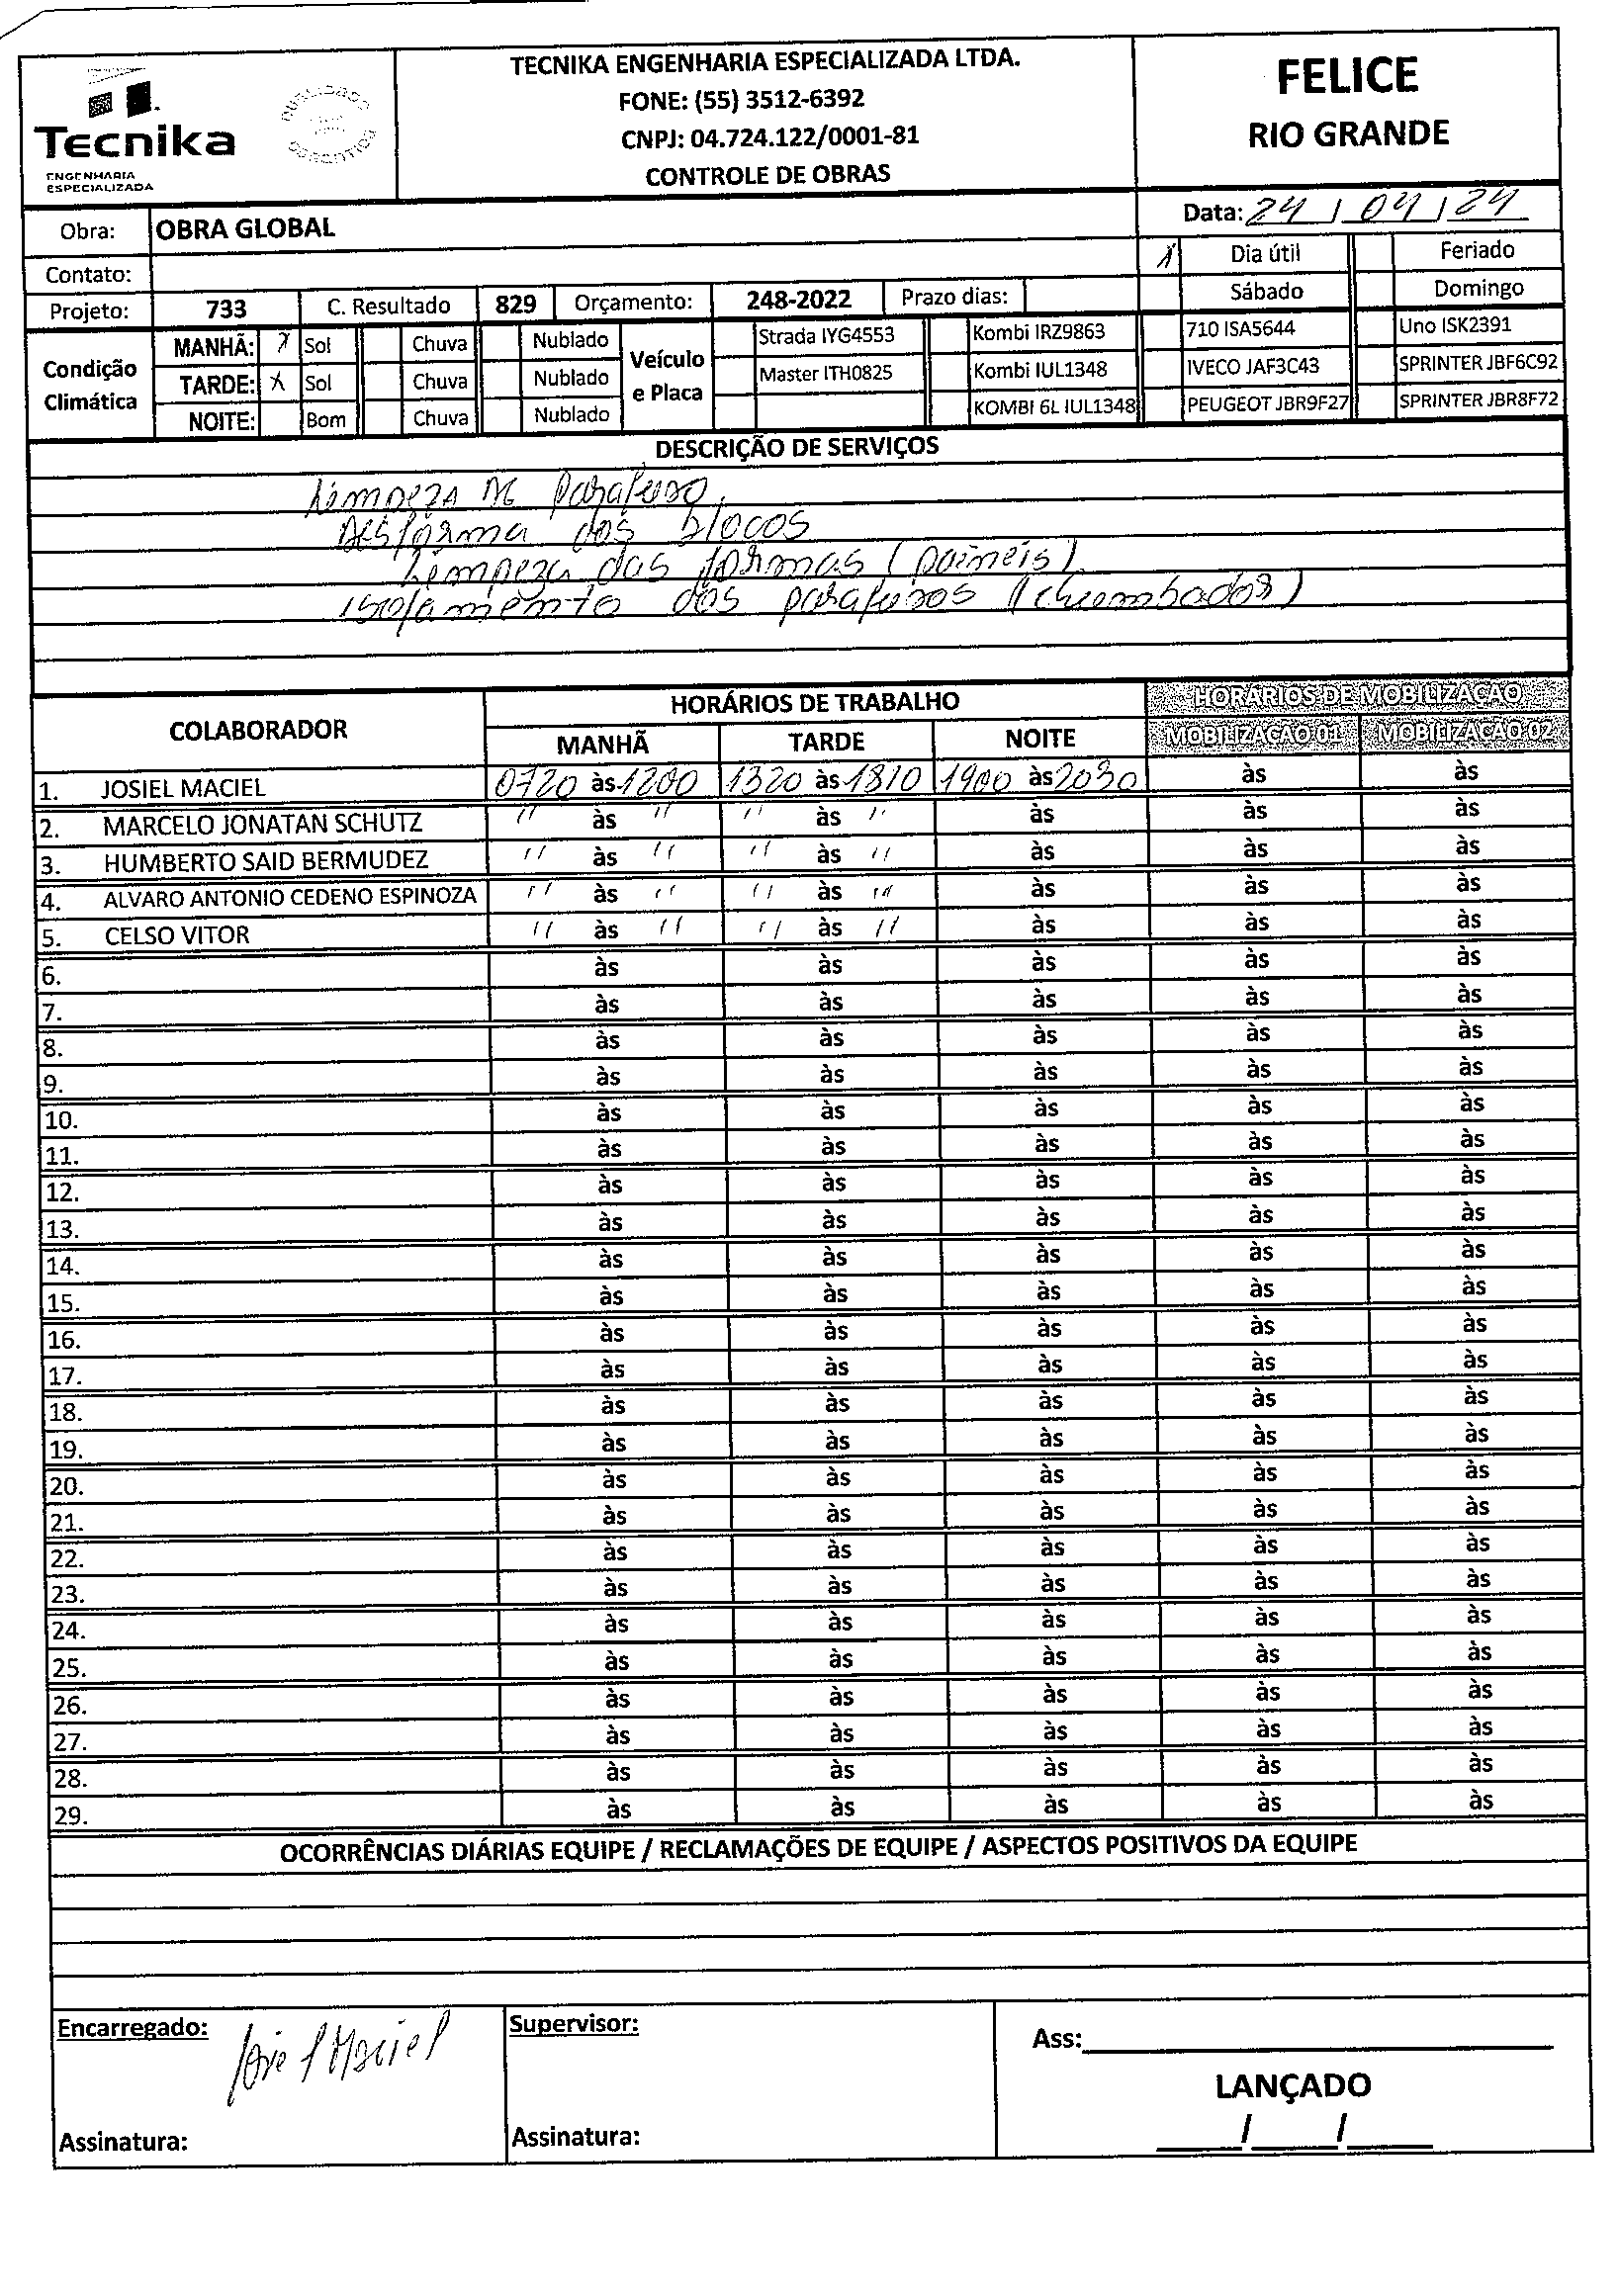 Tecnika
ENGENHARIA
ESPECIALIZADA
TECNIKA ENGENHARIA ESPECIALIZADA LTDA.
FONE: (55) 3512-6392
CNPJ: 04.724.122/0001-81
CONTROLE DE OBRAS
FELICE
RIO GRANDE
Obra: OBRA GLOBAL
Data: 24 / 04 / 24
Contato:
X Dia útil Feriado
Sábado Domingo
Projeto: 733 C. Resultado 829 Orçamento: 248-2022 Prazo dias:
Condição Climática
MANHÃ: X Sol Chuva Nublado
TARDE: X Sol Chuva Nublado
NOITE: Bom Chuva Nublado
Veículo e Placa
Strada IYG4553 Kombi IRZ9863 710 ISA5644 Uno ISK2391
Master ITH0825 Kombi IUL1348 IVECO JAF3C43 SPRINTER JBF6C92
KOMBI 6L IUL1348 PEUGEOT JBR9F27 SPRINTER JBR8F72
DESCRIÇÃO DE SERVIÇOS
Limpeza de parafuso
Desforma dos blocos
Limpeza das formas (paineis)
isolamento dos parafusos (chumbador)
COLABORADOR HORÁRIOS DE TRABALHO HORÁRIOS DE MOBILIZAÇÃO
MANHÃ TARDE NOITE MOBILIZAÇÃO 01 MOBILIZAÇÃO 02
1. JOSIEL MACIEL 0720 às 1200 1320 às 1810 1900 às 2030 às às
2. MARCELO JONATAN SCHUTZ " às " " às " às às às
3. HUMBERTO SAID BERMUDEZ " às " " às " às às às
4. ALVARO ANTONIO CEDENO ESPINOZA " às " " às " às às às
5. CELSO VITOR " às " " às " às às às
6. às às às às às
7. às às às às às
8. às às às às às
9. às às às às às
10. às às às às às
11. às às às às às
12. às às às às às
13. às às às às às
14. às às às às às
15. às às às às às
16. às às às às às
17. às às às às às
18. às às às às às
19. às às às às às
20. às às às às às
21. às às às às às
22. às às às às às
23. às às às às às
24. às às às às às
25. às às às às às
26. às às às às às
27. às às às às às
28. às às às às às
29. às às às às às
OCORRÊNCIAS DIÁRIAS EQUIPE / RECLAMAÇÕES DE EQUIPE / ASPECTOS POSITIVOS DA EQUIPE
Encarregado: Josiel Maciel
Assinatura:
Supervisor:
Assinatura:
Ass:
LANÇADO
/ /